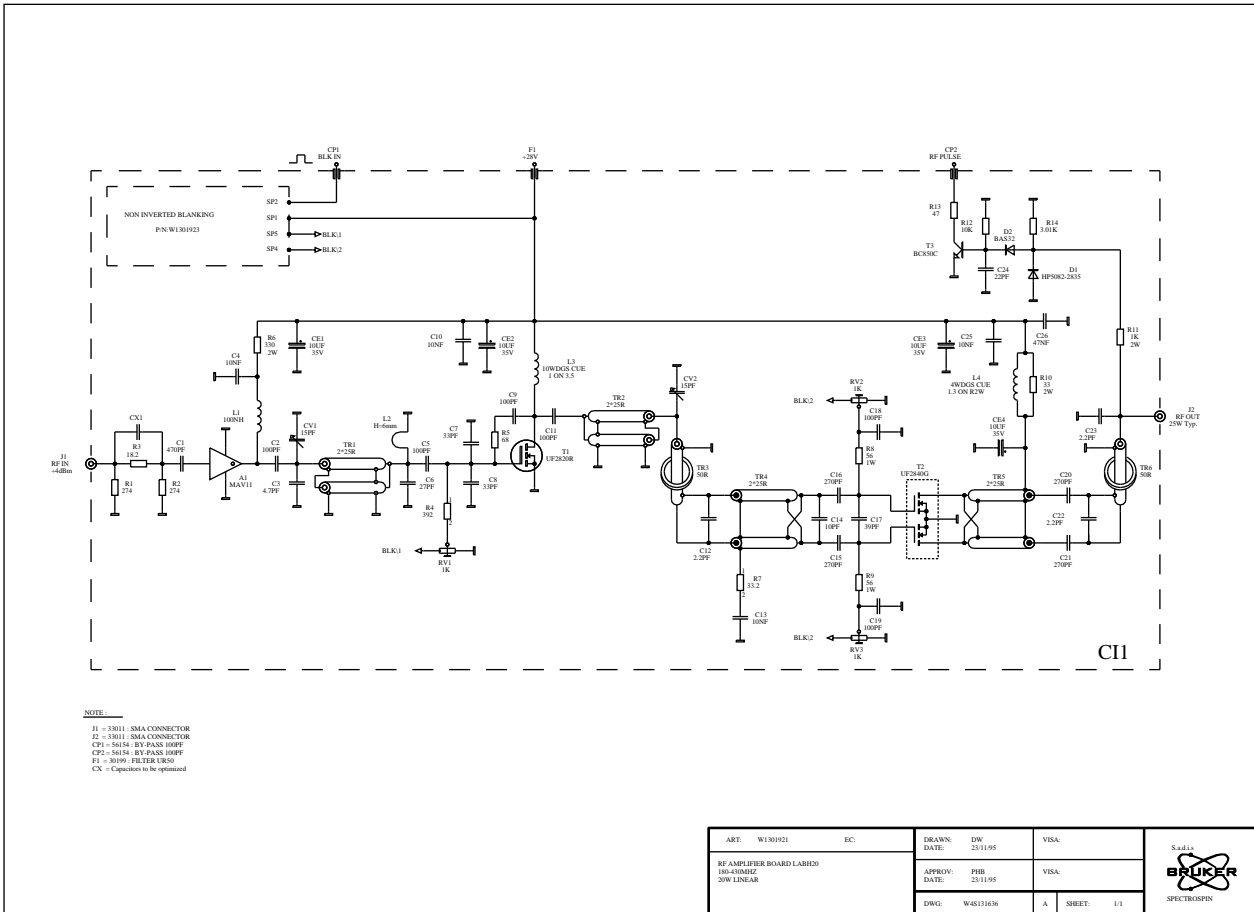 CP1
BLK IN
F1
+28V
CP2
RF PULSE
NON INVERTED BLANKING
P/N:W1301923
SP2
SP1
SP5
BLK\1
SP4
BLK\2
R13
47
R12
10K
D2
BAS32
R14
3.01K
T3
BC850C
C24
22PF
D1
HP5082-2835
R6
330
2W
CE1
10UF
35V
C10
10NF
CE2
10UF
35V
L3
10WDGS CUE
1 ON 3.5
CE3
10UF
35V
C25
10NF
C26
47NF
R11
1K
2W
C4
10NF
L1
100NH
CV2
15PF
RV2
1K
BLK\2
C18
100PF
L4
4WDGS CUE
1.3 ON R2W
R10
33
2W
CE4
10UF
35V
C23
2.2PF
J2
RF OUT
25W Typ.
CX1
R3
18.2
C1
470PF
C2
100PF
CV1
15PF
TR1
2*25R
L2
H=6mm
C5
100PF
C7
33PF
R5
68
C9
100PF
C11
100PF
TR2
2*25R
T1
UF2820R
J1
RF IN
+4dBm
R1
274
R2
274
A1
MAV11
C3
4.7PF
C6
27PF
R4
392
1
2
C8
33PF
BLK\1
RV1
1K
TR3
50R
TR4
2*25R
C16
270PF
R8
56
1W
T2
UF2840G
TR5
2*25R
C20
270PF
TR6
50R
C12
2.2PF
C14
10PF
C17
39PF
C22
2.2PF
C15
270PF
C21
270PF
R7
33.2
1
2
C13
10NF
R9
56
1W
C19
100PF
BLK\2
RV3
1K
CI1
NOTE :
J1 = 33011 : SMA CONNECTOR
J2 = 33011 : SMA CONNECTOR
CP1 = 56154 : BY-PASS 100PF
CP2 = 56154 : BY-PASS 100PF
F1 = 30199 : FILTER UR50
CX = Capacitors to be optimized
ART: W1301921 EC:
RF AMPLIFIER BOARD LABH20
180-430MHZ
20W LINEAR
DRAWN: DW VISA:
DATE: 23/11/95
APPROV: PHB VISA:
DATE: 23/11/95
DWG: W4S131636 A SHEET: 1/1
S.a.d.i.s
BRUKER
SPECTROSPIN